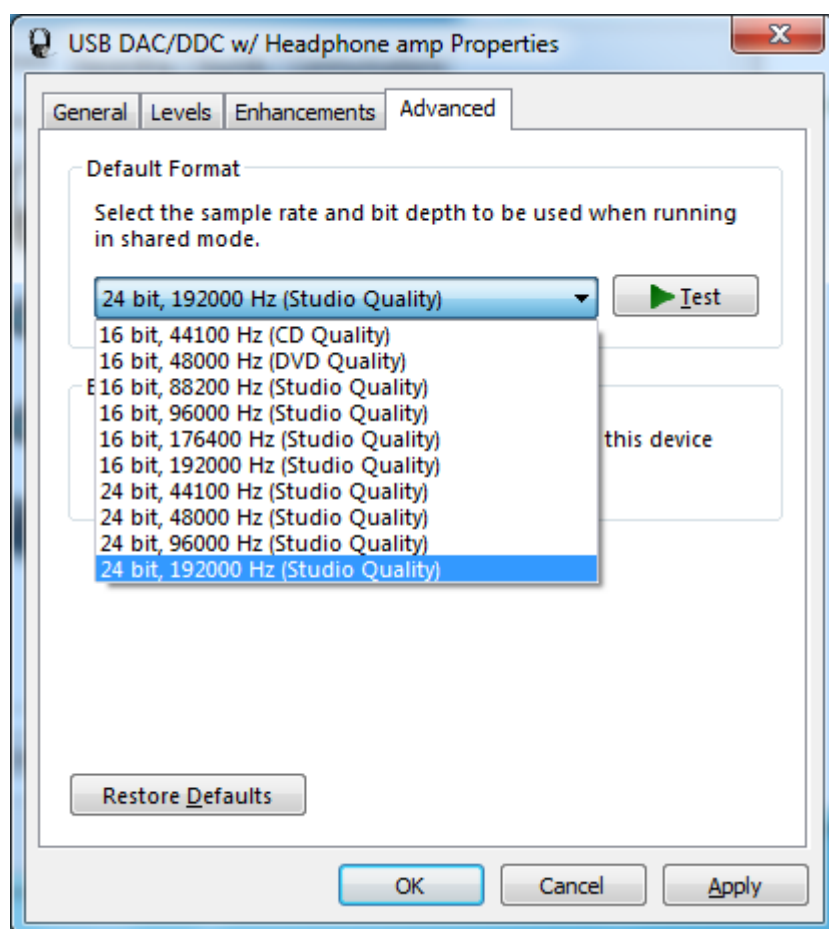 USB DAC/DDC w/ Headphone amp Properties
General Levels Enhancements Advanced
Default Format
Select the sample rate and bit depth to be used when running
in shared mode.
24 bit, 192000 Hz (Studio Quality)
Test
16 bit, 44100 Hz (CD Quality)
16 bit, 48000 Hz (DVD Quality)
E
16 bit, 88200 Hz (Studio Quality)
16 bit, 96000 Hz (Studio Quality)
16 bit, 176400 Hz (Studio Quality)
this device
16 bit, 192000 Hz (Studio Quality)
24 bit, 44100 Hz (Studio Quality)
24 bit, 48000 Hz (Studio Quality)
24 bit, 96000 Hz (Studio Quality)
24 bit, 192000 Hz (Studio Quality)
Restore Defaults
OK Cancel Apply